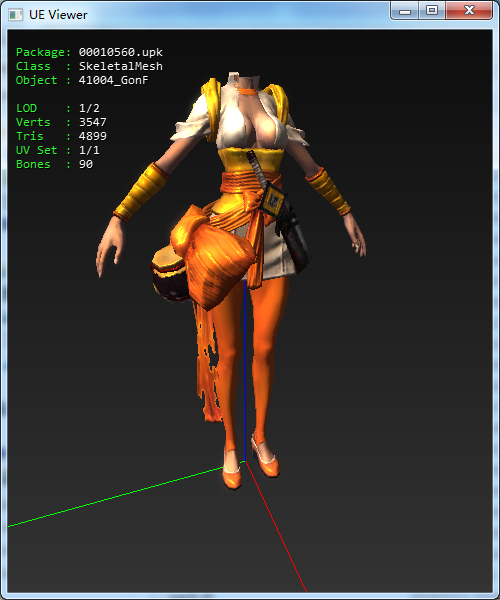 UE Viewer
Package: 00010560.upk
Class : SkeletalMesh
Object : 41004_GonF
LOD : 1/2
Verts : 3547
Tris : 4899
UV Set : 1/1
Bones : 90